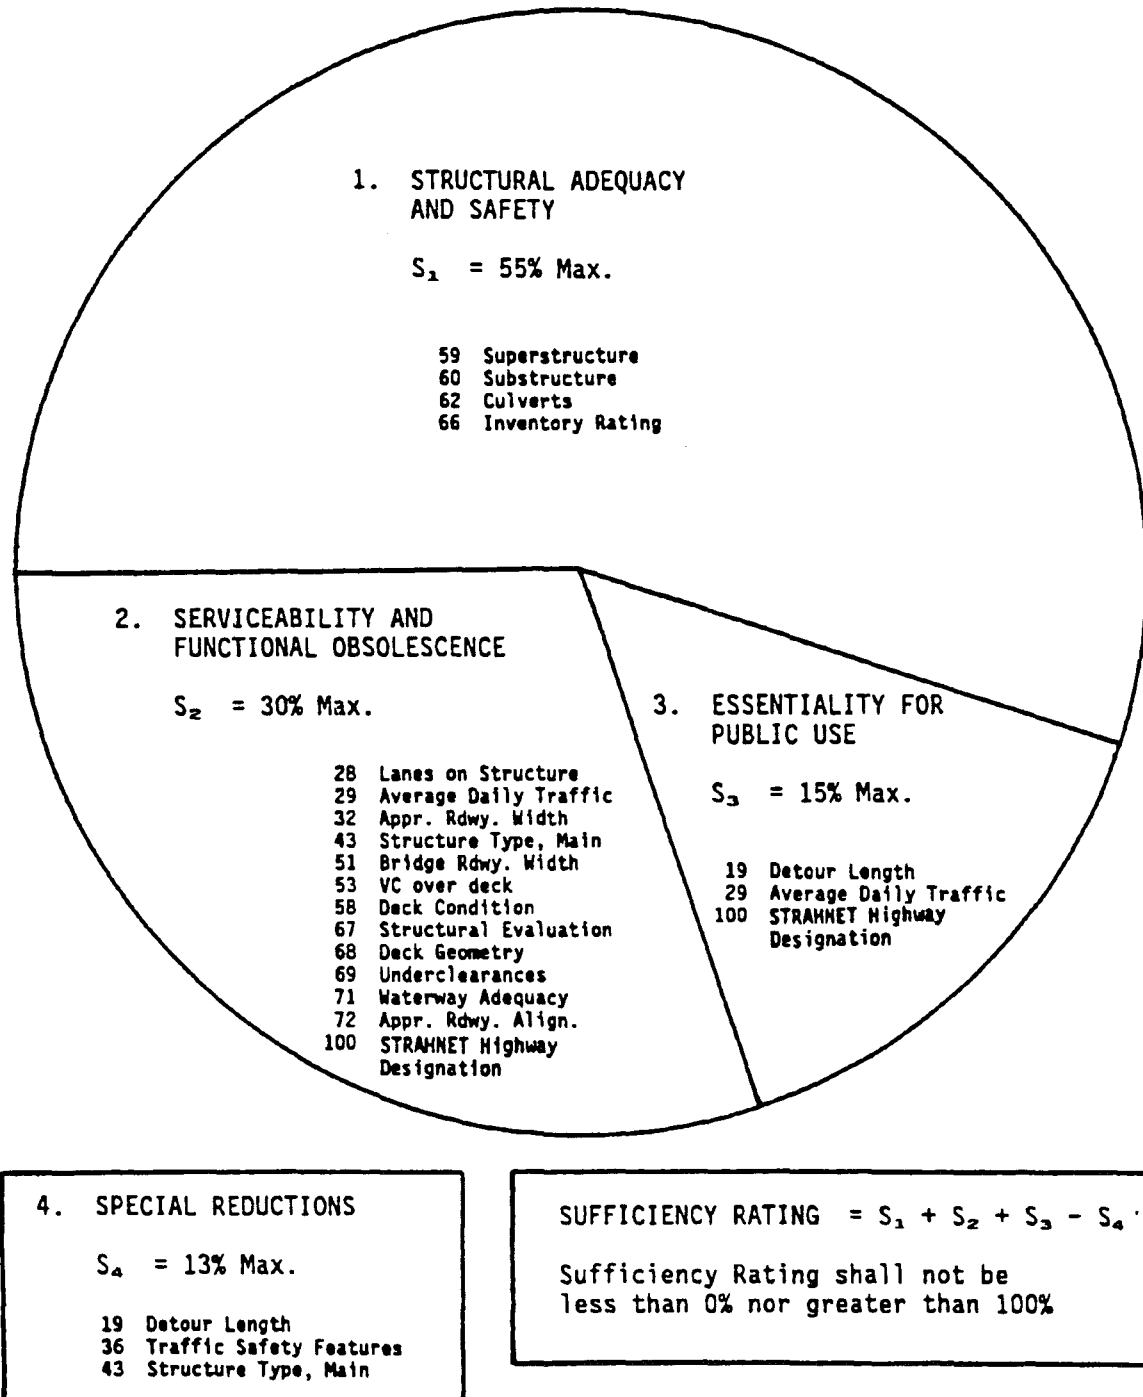 1. STRUCTURAL ADEQUACY
AND SAFETY
S₁ = 55% Max.
59 Superstructure
60 Substructure
62 Culverts
66 Inventory Rating
2. SERVICEABILITY AND
FUNCTIONAL OBSOLESCENCE
S₂ = 30% Max.
28 Lanes on Structure
29 Average Daily Traffic
32 Appr. Rdwy. Width
43 Structure Type, Main
51 Bridge Rdwy. Width
53 VC over deck
58 Deck Condition
67 Structural Evaluation
68 Deck Geometry
69 Underclearances
71 Waterway Adequacy
72 Appr. Rdwy. Align.
100 STRAHNET Highway
Designation
3. ESSENTIALITY FOR
PUBLIC USE
S₃ = 15% Max.
19 Detour Length
29 Average Daily Traffic
100 STRAHNET Highway
Designation
4. SPECIAL REDUCTIONS
S₄ = 13% Max.
19 Detour Length
36 Traffic Safety Features
43 Structure Type, Main
SUFFICIENCY RATING = S₁ + S₂ + S₃ - S₄
Sufficiency Rating shall not be
less than 0% nor greater than 100%